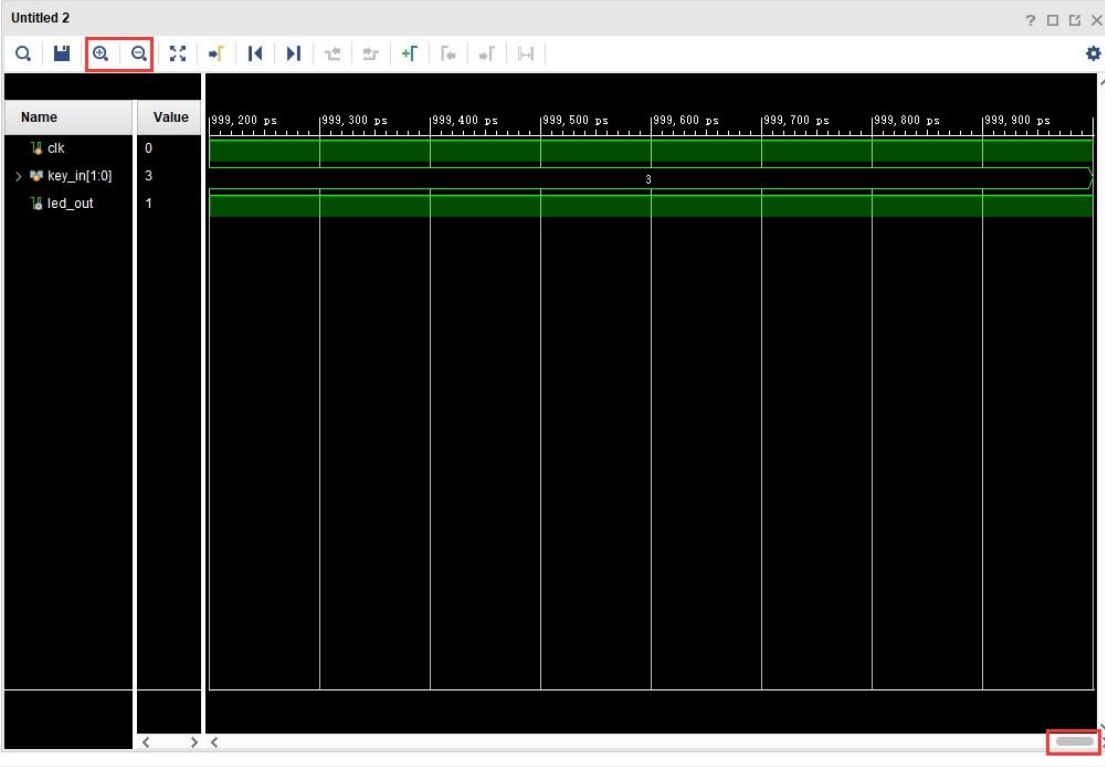 Untitled 2
Name Value
999,200 ps 999,300 ps 999,400 ps 999,500 ps 999,600 ps 999,700 ps 999,800 ps 999,900 ps
clk 0
key_in[1:0] 3 3
led_out 1